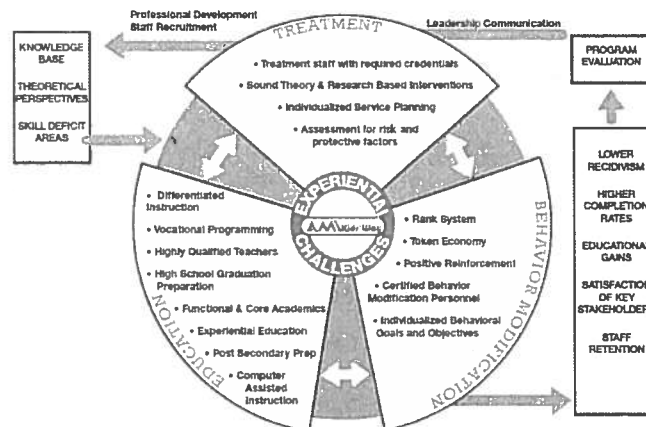 Professional Development
Staff Recruitment
Leadership Communication
KNOWLEDGE
BASE
THEORETICAL
PERSPECTIVES
SKILL DEFICIT
AREAS
TREATMENT
• Treatment staff with required credentials
• Sound Theory & Research Based Interventions
• Individualized Service Planning
• Assessment for risk and
protective factors
PROGRAM
EVALUATION
LOWER
RECIDIVISM
HIGHER
COMPLETION
RATES
EDUCATIONAL
GAINS
SATISFACTION
OF KEY
STAKEHOLDERS
STAFF
RETENTION
EXPERIENTIAL
CHALLENGES
EDUCATION
• Differentiated
Instruction
• Vocational Programming
• Highly Qualified Teachers
• High School Graduation
Preparation
• Functional & Core Academics
• Experiential Education
• Post Secondary Prep
• Computer
Assisted
Instruction
BEHAVIOR MODIFICATION
• Rank System
• Token Economy
• Positive Reinforcement
• Certified Behavior
Modification Personnel
• Individualized Behavioral
Goals and Objectives